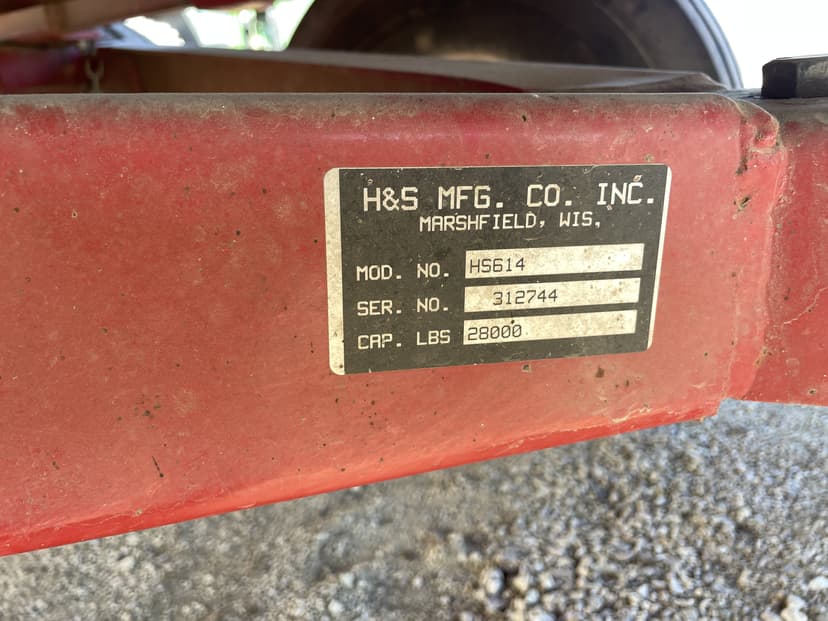 H&S MFG. CO. INC.
MARSHFIELD, WIS,
MOD. NO. HS614
SER. NO. 312744
CAP. LBS 28000